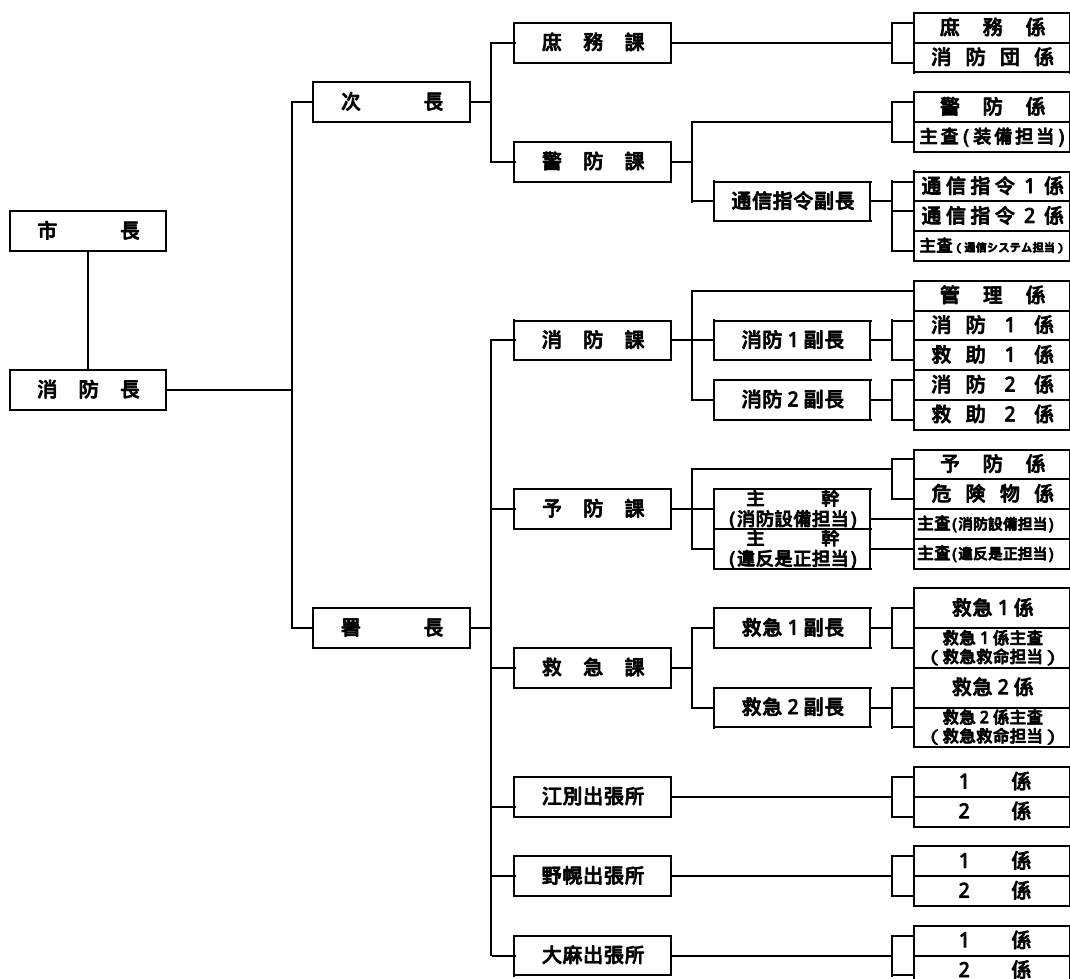 庶務課
庶務係
消防団係
次長
警防課
警防係
主査(装備担当)
通信指令副長
通信指令1係
通信指令2係
主査(通信システム担当)
市長
消防長
消防課
管理係
消防1副長
消防1係
救助1係
消防2副長
消防2係
救助2係
予防課
予防係
危険物係
主幹
(消防設備担当)
主査(消防設備担当)
主幹
(違反是正担当)
主査(違反是正担当)
署長
救急課
救急1副長
救急1係
救急1係主査
(救急救命担当)
救急2副長
救急2係
救急2係主査
(救急救命担当)
江別出張所
1係
2係
野幌出張所
1係
2係
大麻出張所
1係
2係